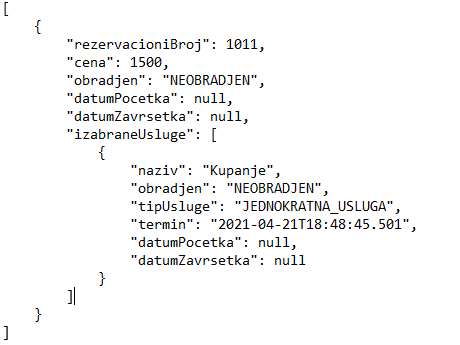 [
    {
        "rezervacioniBroj": 1011,
        "cena": 1500,
        "obradjen": "NEOBRADJEN",
        "datumPocetka": null,
        "datumZavrsetka": null,
        "izabraneUsluge": [
            {
                "naziv": "Kupanje",
                "obradjen": "NEOBRADJEN",
                "tipUsluge": "JEDNOKRATNA_USLUGA",
                "termin": "2021-04-21T18:48:45.501",
                "datumPocetka": null,
                "datumZavrsetka": null
            }
        ]
    }
]